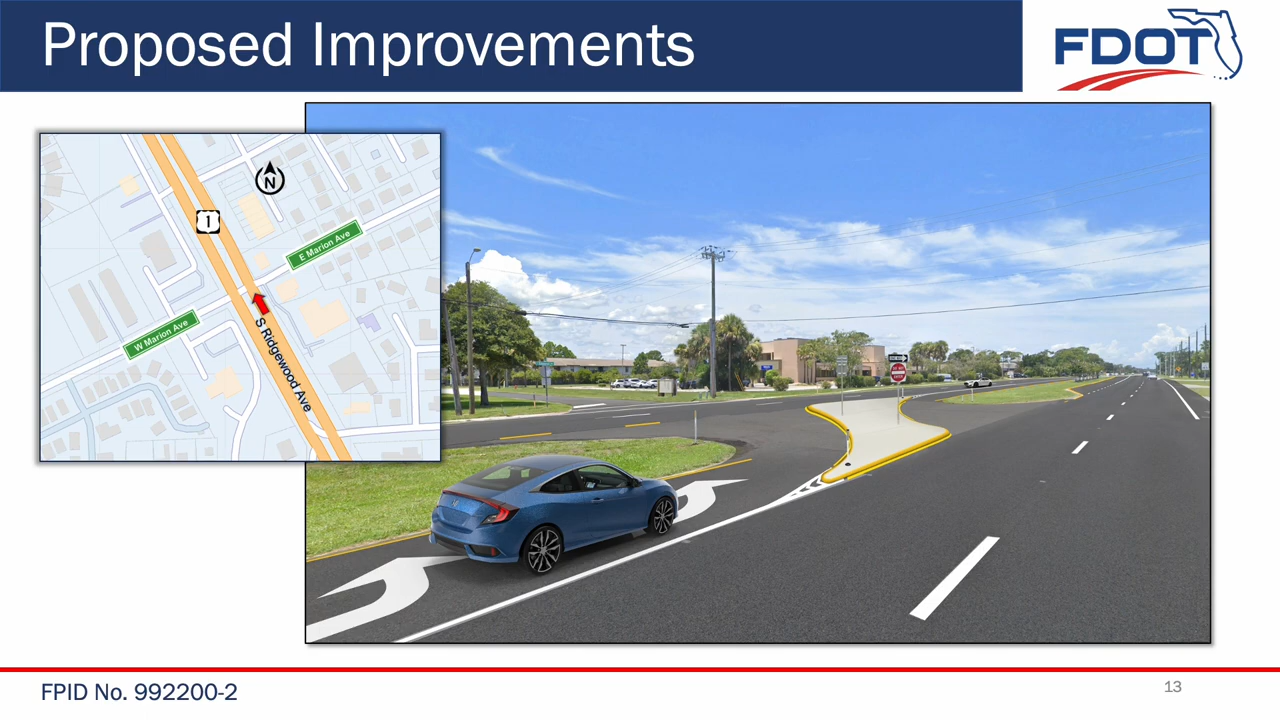 Proposed Improvements
FDOT
N
1
E Marion Ave
W Marion Ave
S Ridgewood Ave
FPID No. 992200-2
13